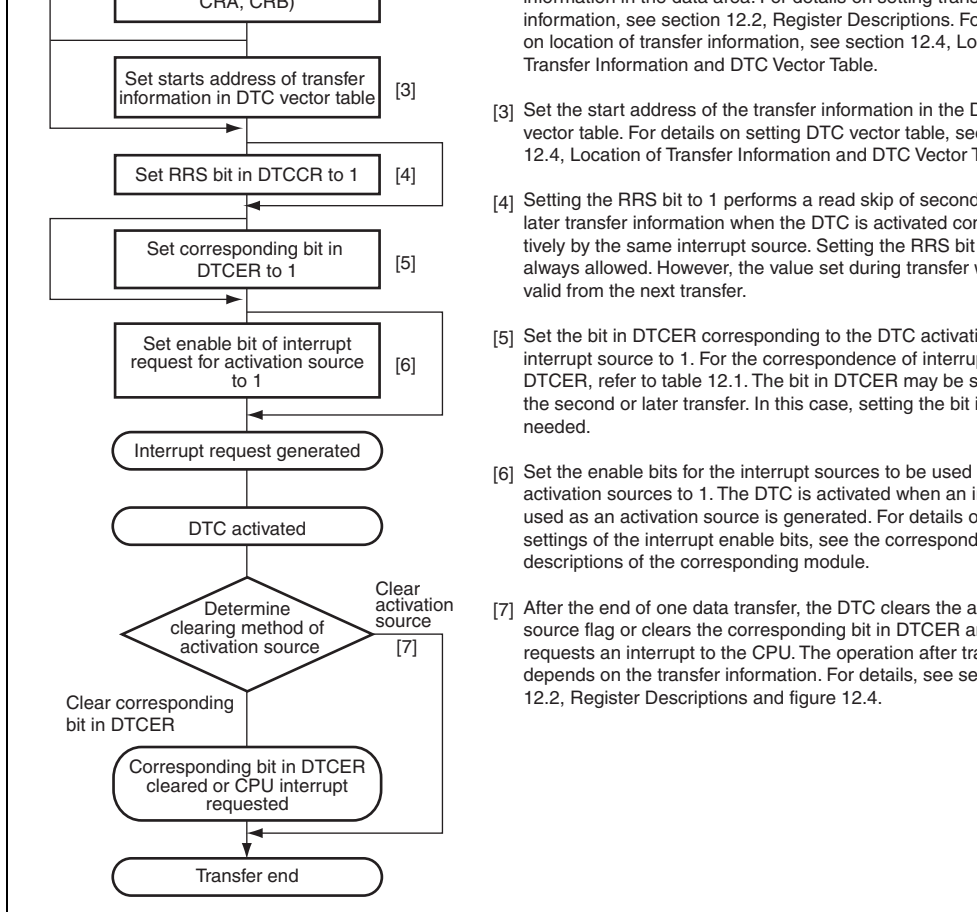 CRA, CRB)
Set starts address of transfer
information in DTC vector table
[3]
Set RRS bit in DTCCR to 1
[4]
Set corresponding bit in
DTCER to 1
[5]
Set enable bit of interrupt
request for activation source
to 1
[6]
Interrupt request generated
DTC activated
Determine
clearing method of
activation source
Clear
activation
source
[7]
Clear corresponding
bit in DTCER
Corresponding bit in DTCER
cleared or CPU interrupt
requested
Transfer end
information in the data area. For details on setting
information, see section 12.2, Register Descriptions.
on location of transfer information, see section 12.4,
Transfer Information and DTC Vector Table.
[3] Set the start address of the transfer information in the
vector table. For details on setting DTC vector table,
12.4, Location of Transfer Information and DTC Vector
[4] Setting the RRS bit to 1 performs a read skip of second
later transfer information when the DTC is activated
tively by the same interrupt source. Setting the RRS bit
always allowed. However, the value set during transfer
valid from the next transfer.
[5] Set the bit in DTCER corresponding to the DTC
interrupt source to 1. For the correspondence of
DTCER, refer to table 12.1. The bit in DTCER may be
the second or later transfer. In this case, setting the bit
needed.
[6] Set the enable bits for the interrupt sources to be used
activation sources to 1. The DTC is activated when an
used as an activation source is generated. For details
settings of the interrupt enable bits, see the
descriptions of the corresponding module.
[7] After the end of one data transfer, the DTC clears the
source flag or clears the corresponding bit in DTCER
requests an interrupt to the CPU. The operation after
depends on the transfer information. For details, see
12.2, Register Descriptions and figure 12.4.